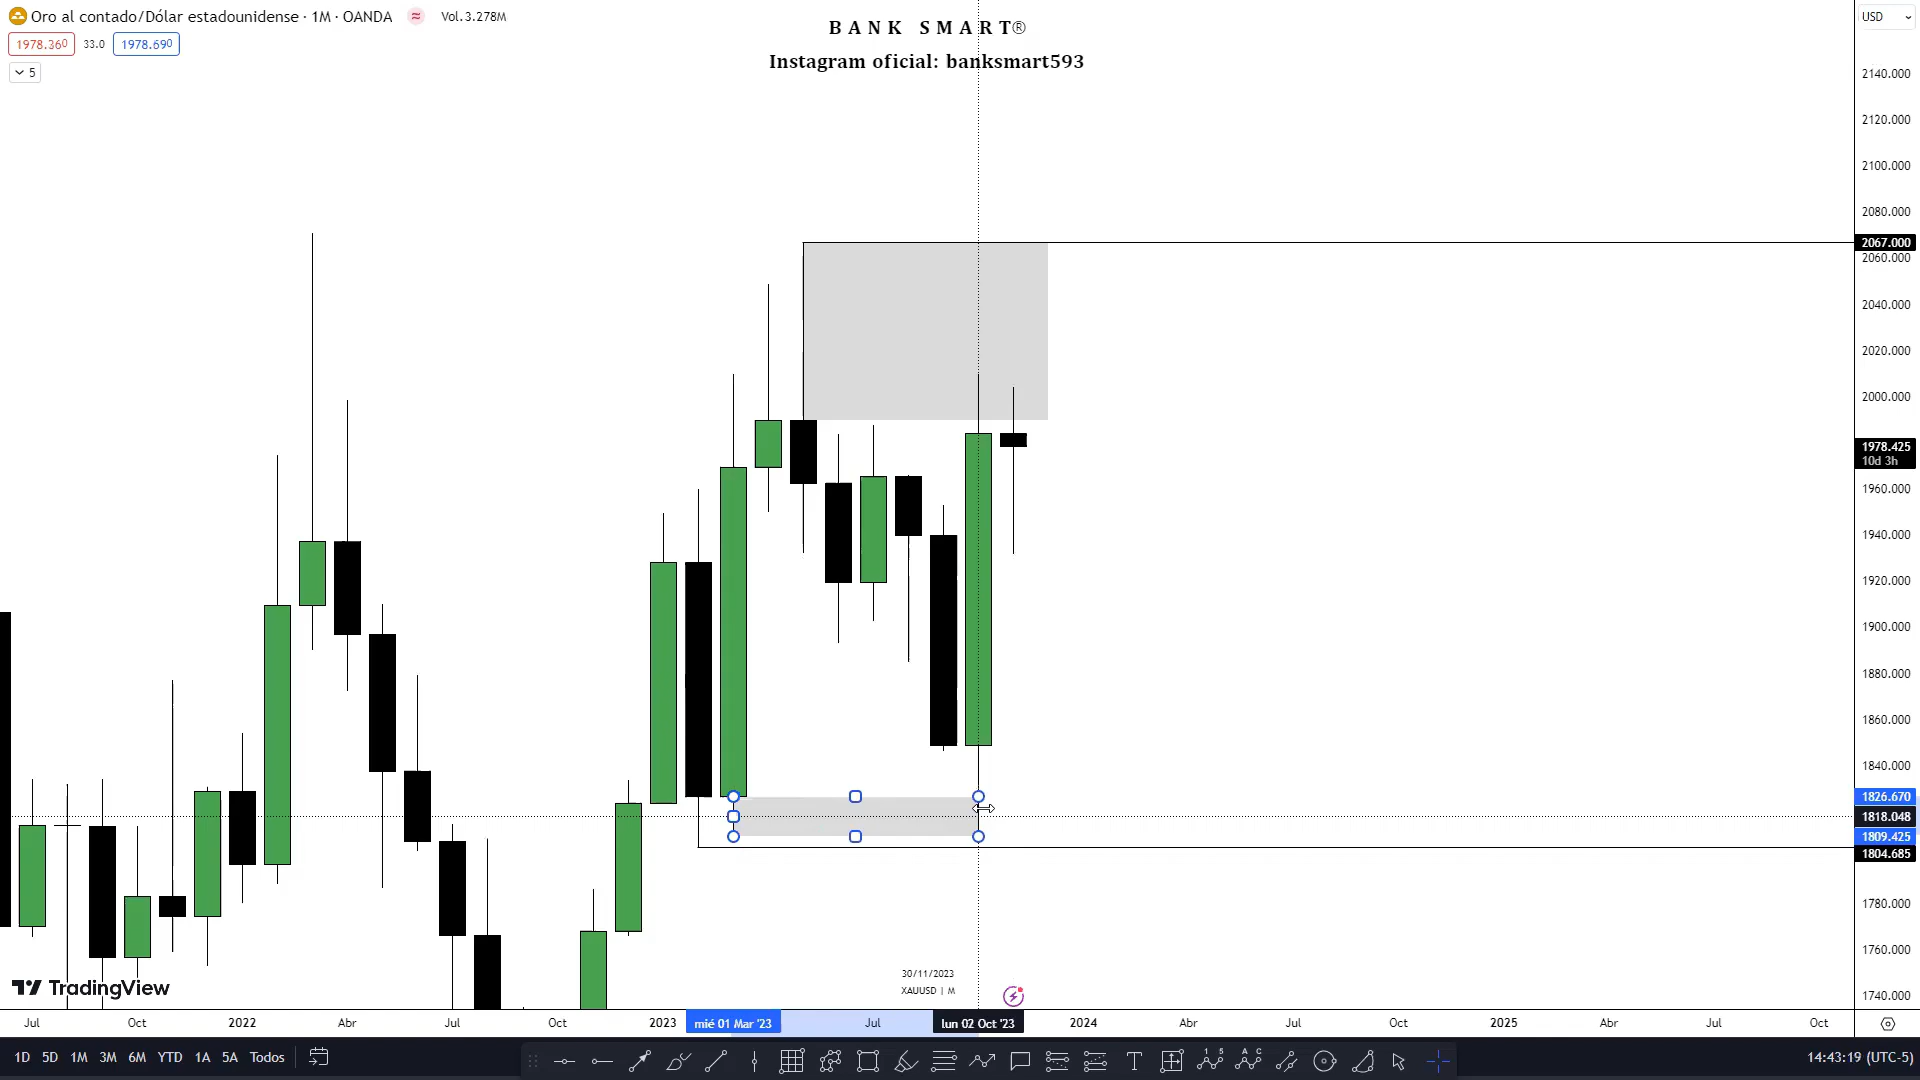 Oro al contado/Dólar estadounidense · 1M · OANDA ≈ Vol.3.278M
1978.360 33.0 1978.690
5
B A N K  S M A R T®
Instagram oficial: banksmart593
USD
2140.000
2120.000
2100.000
2080.000
2067.000
2060.000
2040.000
2020.000
2000.000
1978.425
10d 3h
1960.000
1940.000
1920.000
1900.000
1880.000
1860.000
1840.000
1826.670
1818.048
1809.425
1804.685
1780.000
1760.000
1740.000
30/11/2023
XAUUSD | M
TradingView
Jul Oct 2022 Abr Jul Oct 2023 mié 01 Mar '23 Jul lun 02 Oct '23 2024 Abr Jul Oct 2025 Abr Jul Oct
1D 5D 1M 3M 6M YTD 1A 5A Todos
14:43:19 (UTC-5)